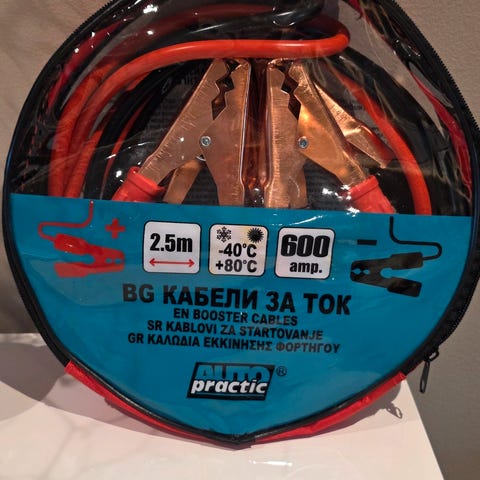 2.5m
-40°C
+80°C
600
amp.
BG КАБЕЛИ ЗА ТОК
EN BOOSTER CABLES
SR KABLOVI ZA STARTOVANJE
GR ΚΑΛΩΔΙΑ ΕΚΚΙΝΗΣΗΣ ΦΟΡΤΗΓΟΥ
AUTO ®
practic